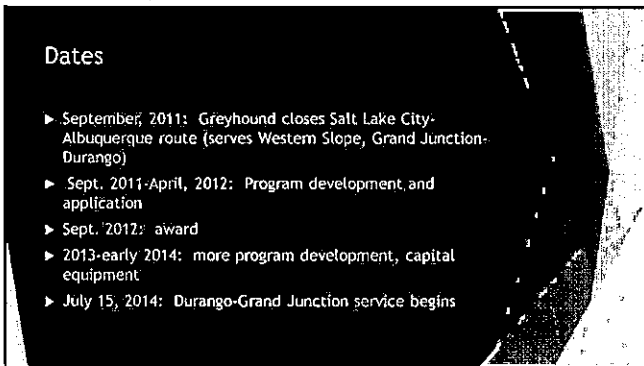 Dates
► September, 2011: Greyhound closes Salt Lake City-
Albuquerque route (serves Western Slope, Grand Junction-
Durango)
► Sept. 2011-April, 2012: Program development and
application
► Sept. 2012: award
► 2013-early 2014: more program development, capital
equipment
► July 15, 2014: Durango-Grand Junction service begins